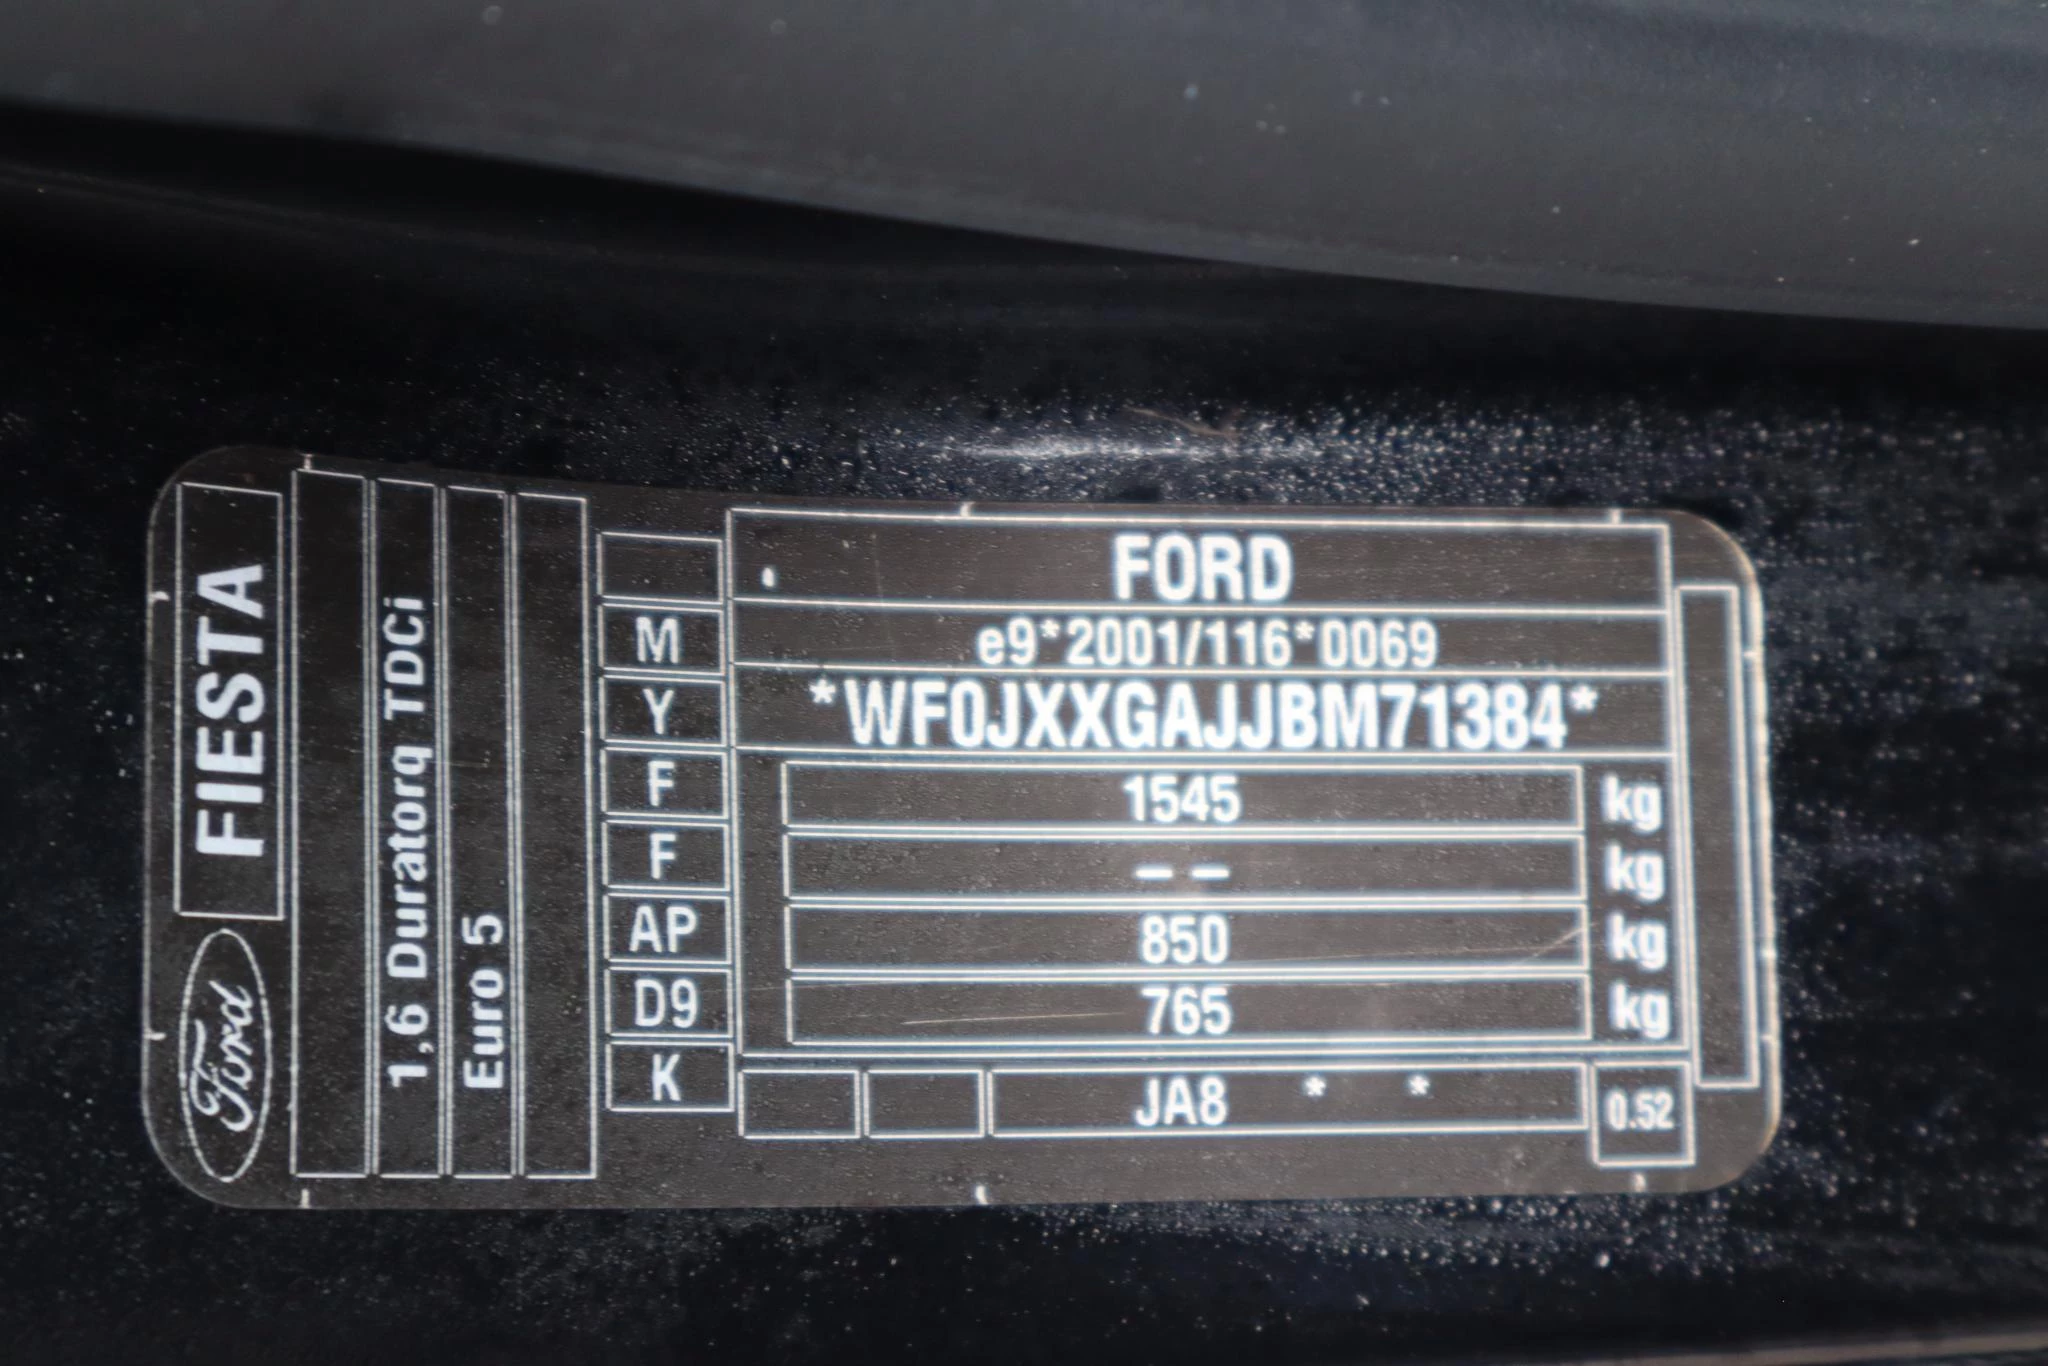 FIESTA
Ford
1,6 Duratorq TDCi
Euro 5
FORD
M e9*2001/116*0069
Y *WF0JXXGAJJBM71384*
F 1545 kg
F – – kg
AP 850 kg
D9 765 kg
K JA8 * * 0.52